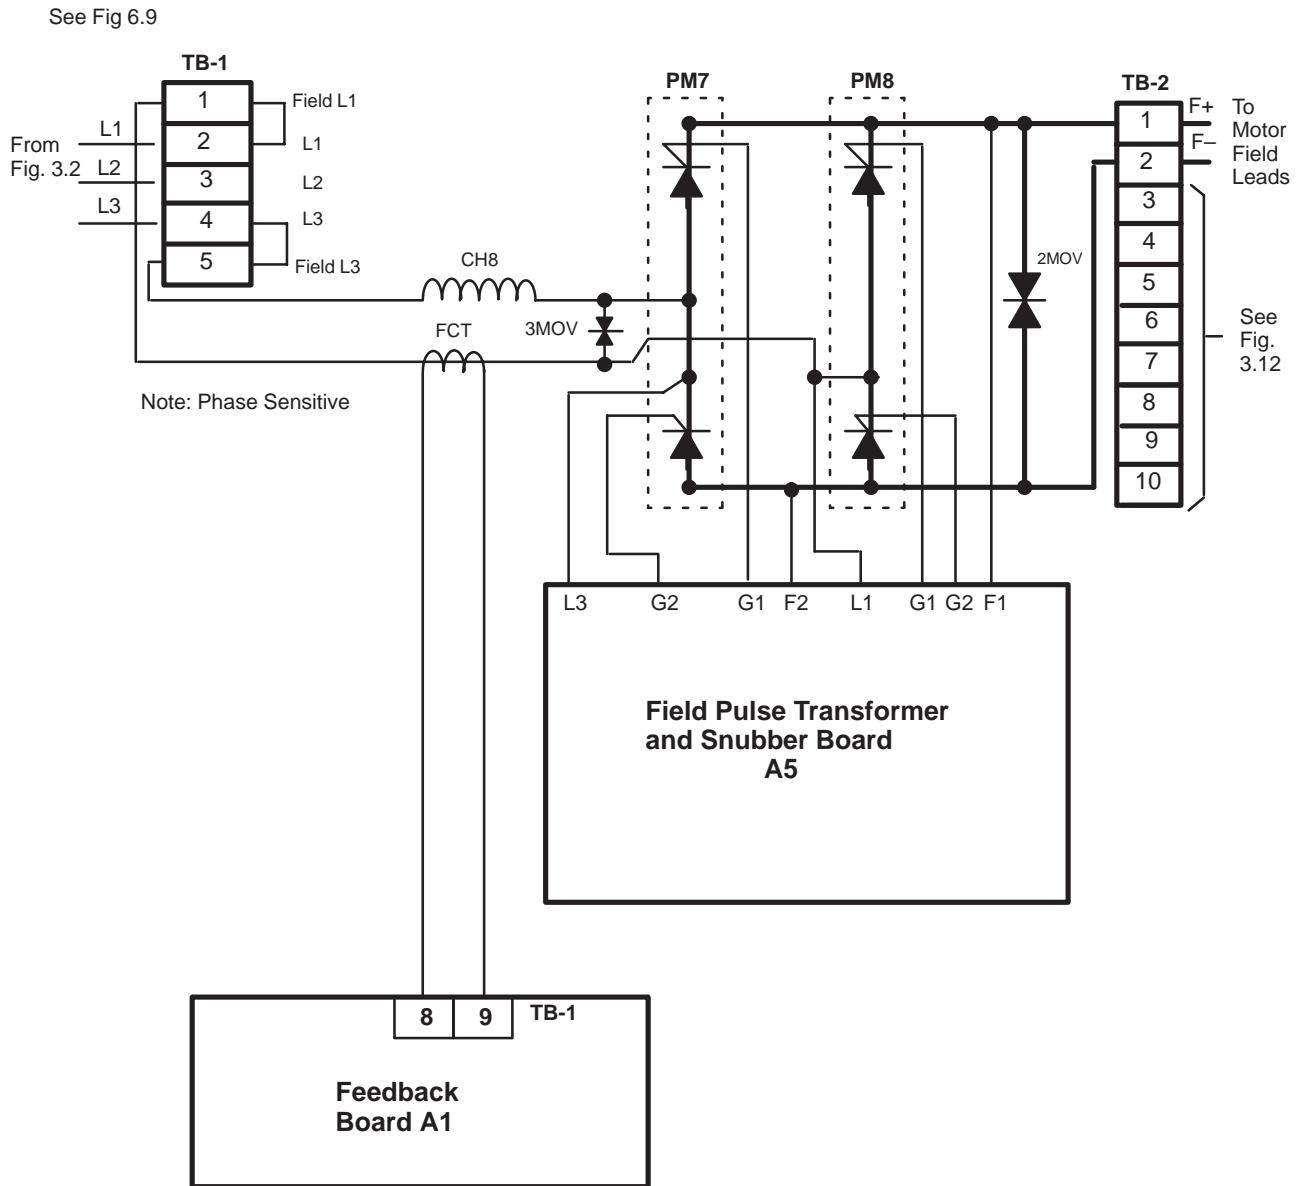 See Fig 6.9
TB-1
1
2
3
4
5
Field L1
L1
L2
L3
Field L3
From
Fig. 3.2
L1
L2
L3
CH8
FCT
3MOV
Note: Phase Sensitive
PM7
PM8
2MOV
TB-2
1
2
3
4
5
6
7
8
9
10
F+
F–
To
Motor
Field
Leads
See
Fig.
3.12
L3 G2 G1 F2 L1 G1 G2 F1
Field Pulse Transformer
and Snubber Board
A5
8 9 TB-1
Feedback
Board A1